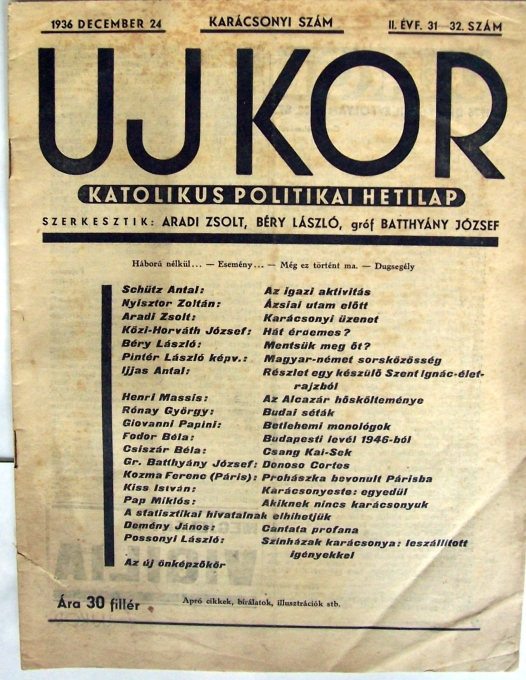 1936 DECEMBER 24 KARÁCSONYI SZÁM II. ÉVF. 31-32. SZÁM
UJ KOR
KATOLIKUS POLITIKAI HETILAP
SZERKESZTIK: ARADI ZSOLT, BÉRY LÁSZLÓ, gróf BATTHYÁNY JÓZSEF
Háború nélkül... — Esemény... — Még ez történt ma. — Dugsegély
Schütz Antal: Az igazi aktivitás
Nyisztor Zoltán: Ázsiai utam előtt
Aradi Zsolt: Karácsonyi üzenet
Közi-Horváth József: Hát érdemes?
Béry László: Mentsük meg őt?
Pintér László képv.: Magyar-német sorsközösség
Ijjas Antal: Részlet egy készülő Szent Ignác-élet-
rajzból
Henri Massis: Az Alcazár hőskölteménye
Rónay György: Budai séták
Giovanni Papini: Betlehemi monológok
Fodor Béla: Budapesti levél 1946-ból
Csiszár Béla: Csang Kai-Sek
Gr. Batthyány József: Donoso Cortes
Kozma Ferenc (Páris): Prohászka bevonult Párisba
Kiss István: Karácsonyeste: egyedül
Pap Miklós: Akiknek nincs karácsonyuk
A statisztikai hivatalnak elhihetjük
Demény János: Cantata profana
Possonyi László: Színházak karácsonya: leszállított
igényekkel
Az új önképzőkör
Ára 30 fillér Apró cikkek, bírálatok, illusztrációk stb.